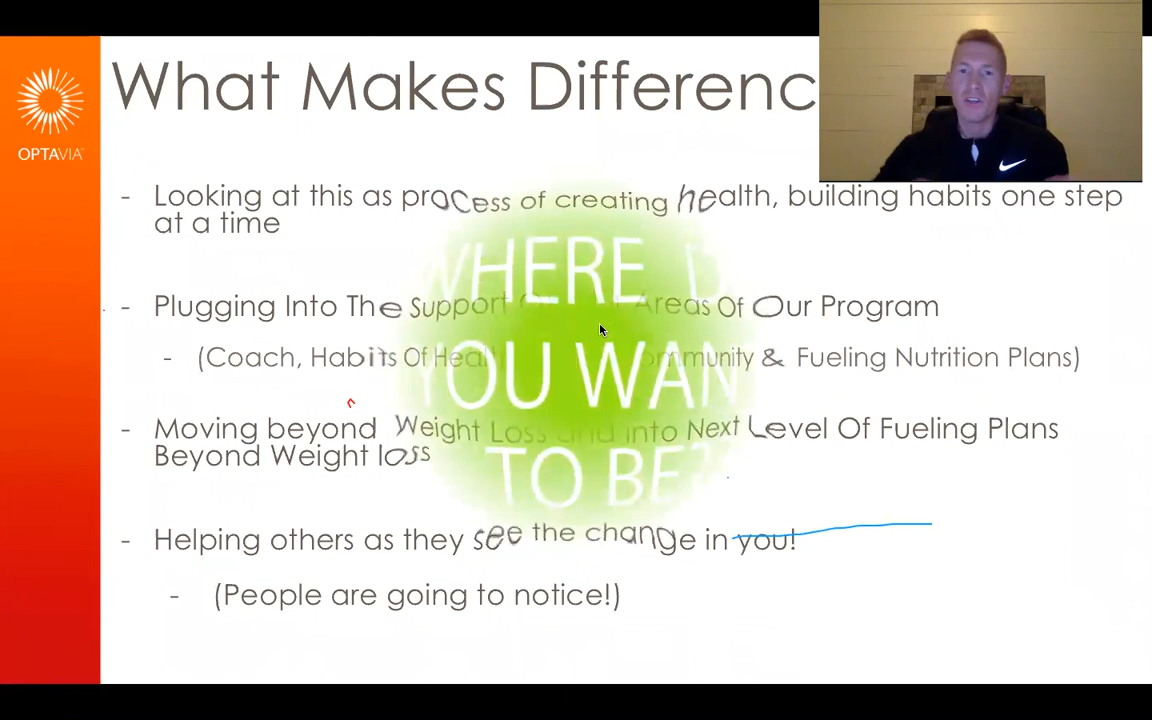 What Makes Differenc
OPTAVIA
- Looking at this as process of creating health, building habits one step
at a time
WHERE D
- Plugging Into The Support Areas Of Our Program
YOU WAN
- (Coach, Habits Of Heal mmunity & Fueling Nutrition Plans)
- Moving beyond Weight Loss and into Next Level Of Fueling Plans
Beyond Weight loss
TO BE?
- Helping others as they see the change in you!
- (People are going to notice!)